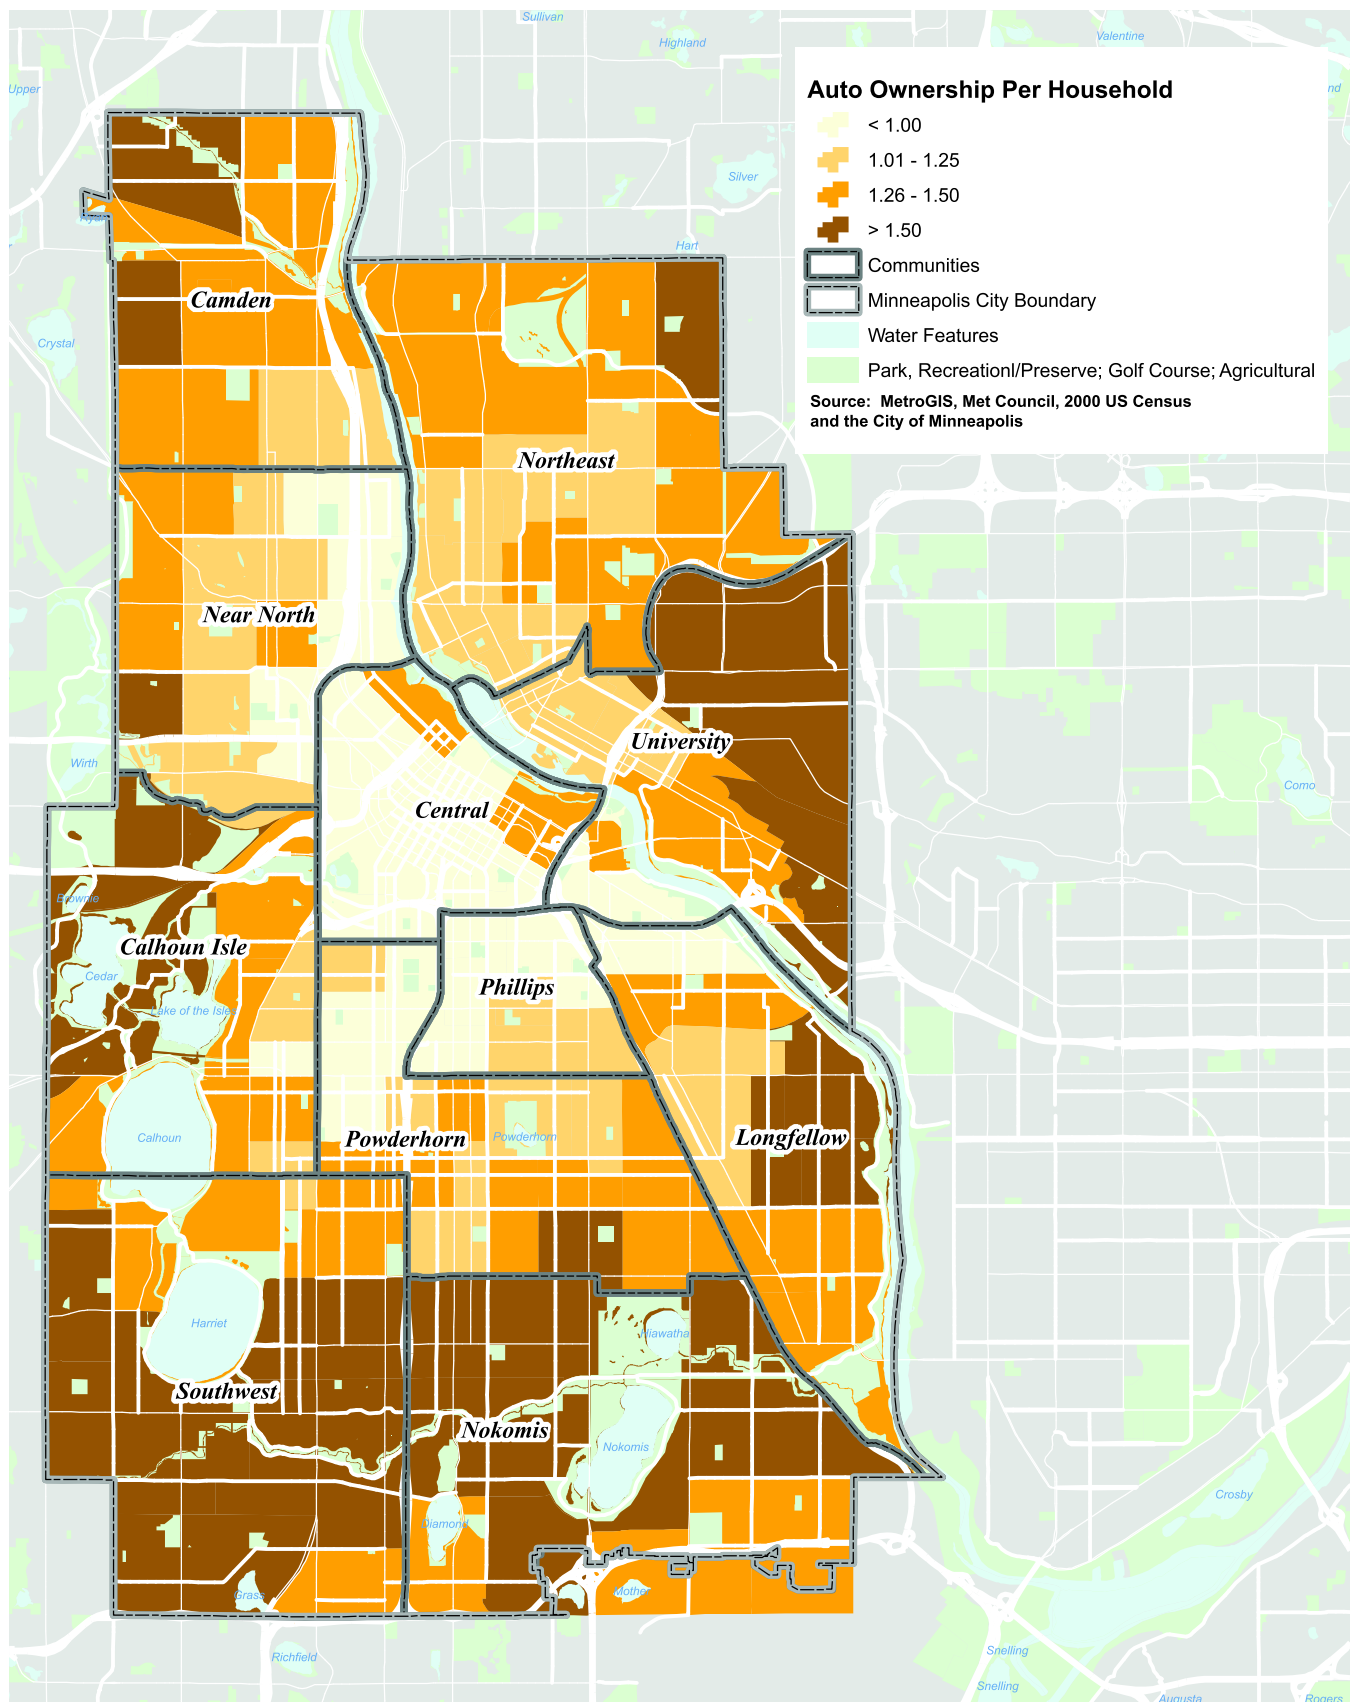 Sullivan
Highland
Valentine
Upper
Auto Ownership Per Household
< 1.00
1.01 - 1.25
1.26 - 1.50
> 1.50
Communities
Minneapolis City Boundary
Water Features
Park, Recreationl/Preserve; Golf Course; Agricultural
Source: MetroGIS, Met Council, 2000 US Census
and the City of Minneapolis
Silver
Hart
Camden
Crystal
Northeast
Near North
University
Wirth
Como
Central
Brownie
Calhoun Isle
Cedar
Phillips
Lake of the Isles
Calhoun
Powderhorn
Powderhorn
Longfellow
Harriet
Hiawatha
Southwest
Nokomis
Nokomis
Crosby
Diamond
Grass
Mother
Richfield
Snelling
Snelling
Augusta
Rogers